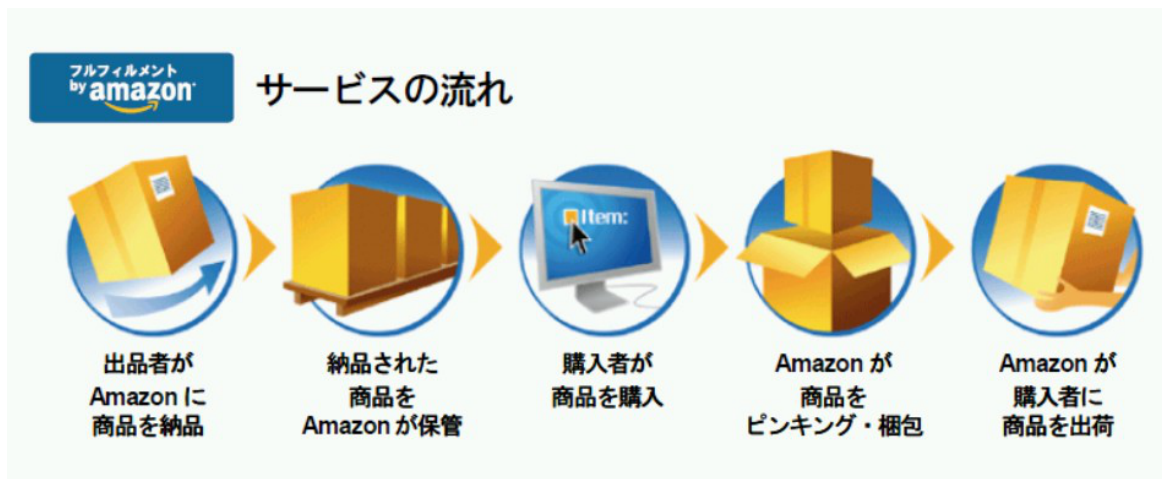 フルフィルメント
by amazon
サービスの流れ
Item:
出品者が
Amazon に
商品を納品
納品された
商品を
Amazon が保管
購入者が
商品を購入
Amazon が
商品を
ピンキング・梱包
Amazon が
購入者に
商品を出荷